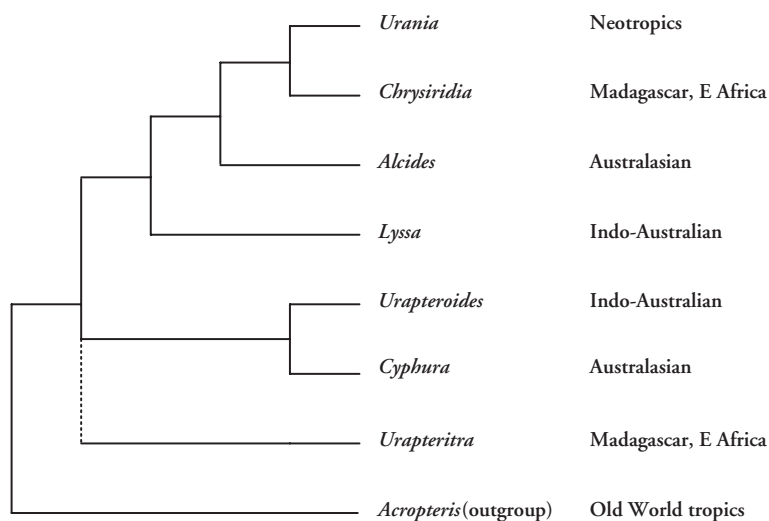 Urania Neotropics
Chrysiridia Madagascar, E Africa
Alcides Australasian
Lyssa Indo-Australian
Urapteroides Indo-Australian
Cyphura Australasian
Urapteritra Madagascar, E Africa
Acropteris(outgroup) Old World tropics